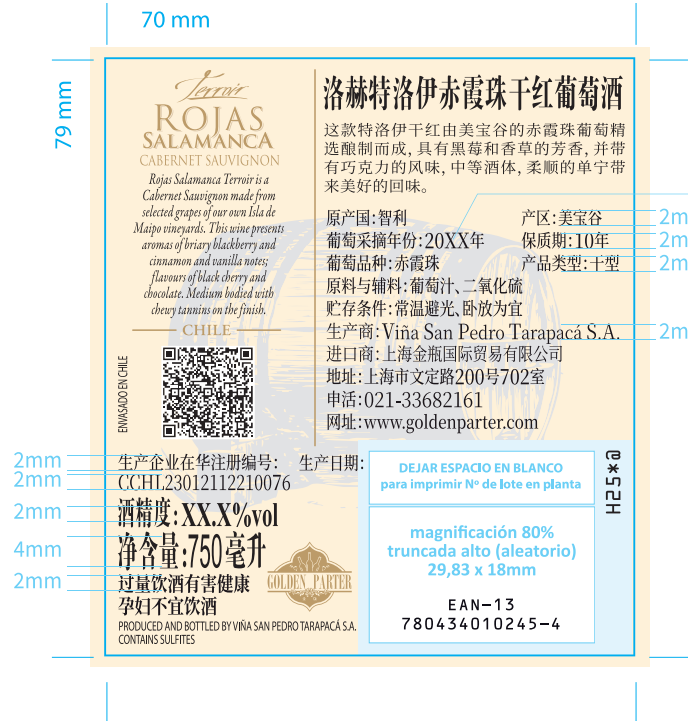 70 mm
79 mm
Terroir
ROJAS
SALAMANCA
CABERNET SAUVIGNON
Rojas Salamanca Terroir is a
Cabernet Sauvignon made from
selected grapes of our own Isla de
Maipo vineyards. This wine presents
aromas of briary blackberry and
cinnamon and vanilla notes;
flavours of black cherry and
chocolate. Medium bodied with
chewy tannins on the finish.
CHILE
ENVASADO EN CHILE
洛赫特洛伊赤霞珠干红葡萄酒
这款特洛伊干红由美宝谷的赤霞珠葡萄精
选酿制而成，具有黑莓和香草的芳香，并带
有巧克力的风味，中等酒体，柔顺的单宁带
来美好的回味。
原产国：智利 产区：美宝谷
2m
葡萄采摘年份：20XX年 保质期：10年
2m
葡萄品种：赤霞珠 产品类型：干型
2m
原料与辅料：葡萄汁、二氧化硫
贮存条件：常温避光、卧放为宜
生产商：Viña San Pedro Tarapacá S.A.
2m
进口商：上海金瓶国际贸易有限公司
地址：上海市文定路200号702室
申活：021-33682161
网址：www.goldenparter.com
2mm
生产企业在华注册编号： 生产日期：
2mm
CCHL23012112210076
2mm
酒精度：XX.X%vol
4mm
净含量：750毫升
2mm
过量饮酒有害健康
孕妇不宜饮酒
GOLDEN PARTER
PRODUCED AND BOTTLED BY VIÑA SAN PEDRO TARAPACÁ S.A.
CONTAINS SULFITES
DEJAR ESPACIO EN BLANCO
para imprimir Nº de lote en planta
H25*@
magnificación 80%
truncada alto (aleatorio)
29,83 x 18mm
EAN-13
780434010245-4